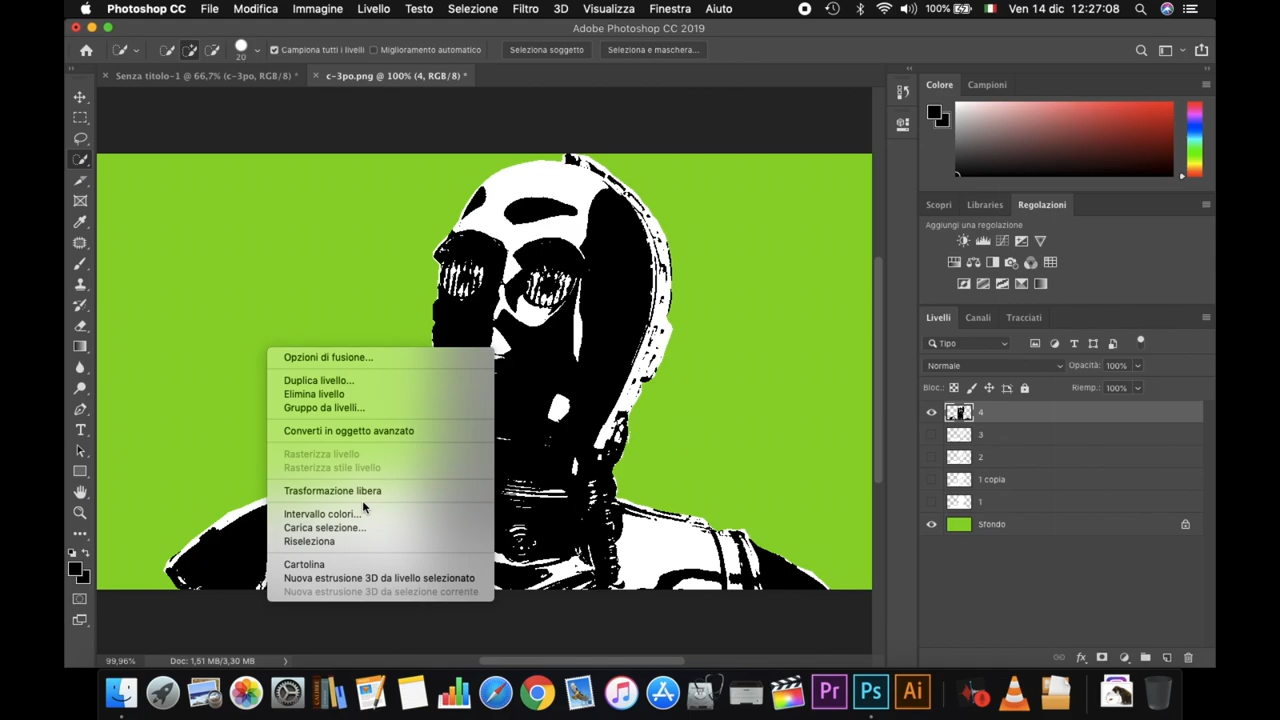 Photoshop CC File Modifica Immagine Livello Testo Selezione Filtro 3D Visualizza Finestra Aiuto 100% Ven 14 dic 12:27:08
Adobe Photoshop CC 2019
20 Campiona tutti i livelli Miglioramento automatico Seleziona soggetto Seleziona e maschera...
Senza titolo-1 @ 66,7% (c-3po, RGB/8) * c-3po.png @ 100% (4, RGB/8) *
Colore Campioni
Scopri Libraries Regolazioni
Aggiungi una regolazione
Livelli Canali Tracciati
Tipo
Normale Opacità: 100%
Bloc.: Riemp.: 100%
4
3
2
1 copia
1
Sfondo
Opzioni di fusione...
Duplica livello...
Elimina livello
Gruppo da livelli...
Converti in oggetto avanzato
Rasterizza livello
Rasterizza stile livello
Trasformazione libera
Intervallo colori...
Carica selezione...
Riseleziona
Cartolina
Nuova estrusione 3D da livello selezionato
Nuova estrusione 3D da selezione corrente
99,96% Doc: 1,51 MB/3,30 MB
Pr Ps Ai